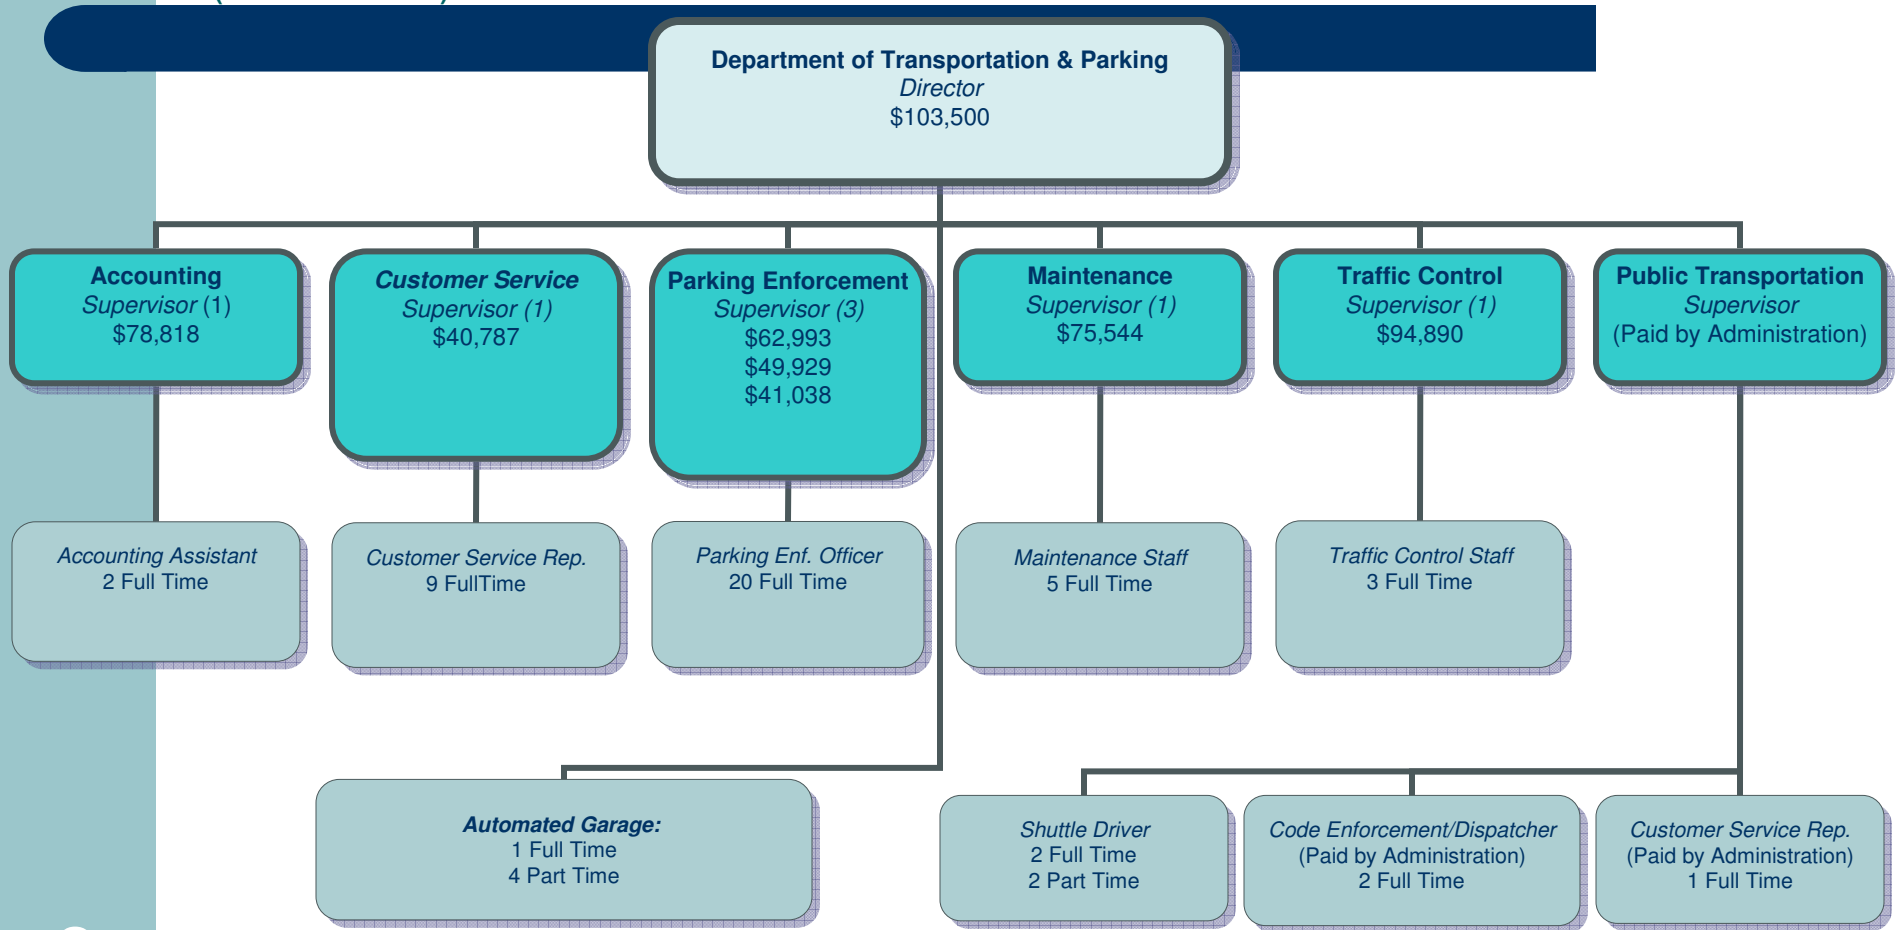 Department of Transportation & Parking
Director
$103,500
Accounting
Supervisor (1)
$78,818
Customer Service
Supervisor (1)
$40,787
Parking Enforcement
Supervisor (3)
$62,993
$49,929
$41,038
Maintenance
Supervisor (1)
$75,544
Traffic Control
Supervisor (1)
$94,890
Public Transportation
Supervisor
(Paid by Administration)
Accounting Assistant
2 Full Time
Customer Service Rep.
9 FullTime
Parking Enf. Officer
20 Full Time
Maintenance Staff
5 Full Time
Traffic Control Staff
3 Full Time
Automated Garage:
1 Full Time
4 Part Time
Shuttle Driver
2 Full Time
2 Part Time
Code Enforcement/Dispatcher
(Paid by Administration)
2 Full Time
Customer Service Rep.
(Paid by Administration)
1 Full Time